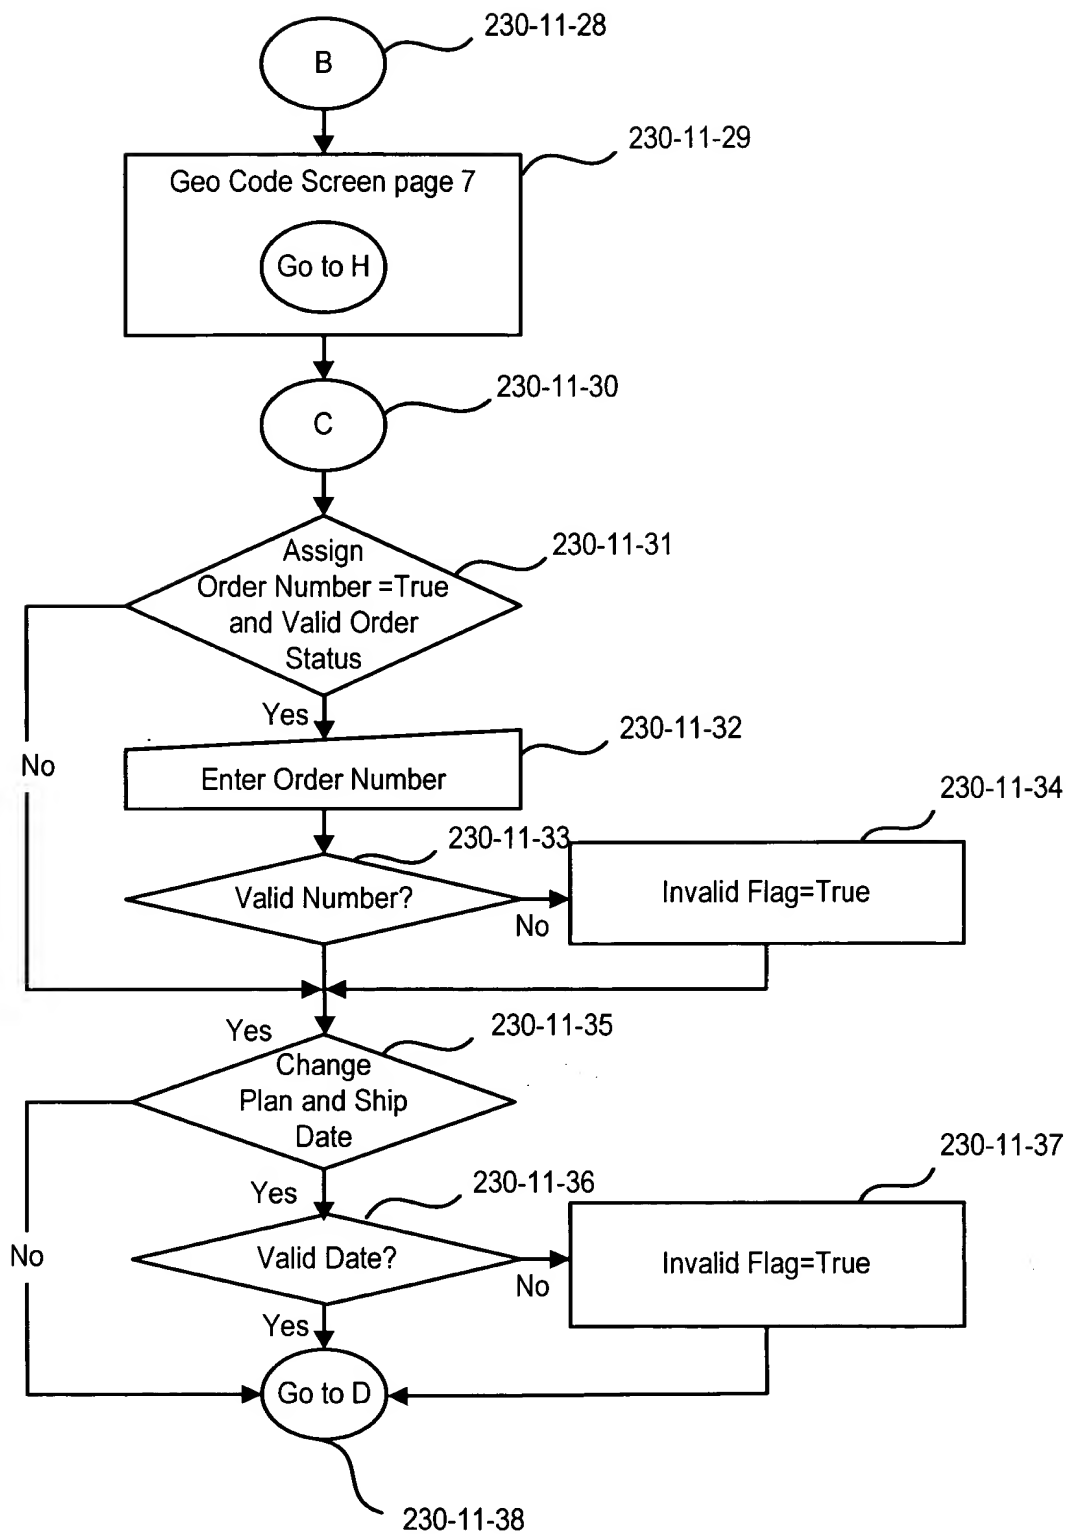 230-11-28
B
230-11-29
Geo Code Screen page 7
Go to H
230-11-30
C
230-11-31
Assign
Order Number =True
and Valid Order
Status
Yes
230-11-32
No
Enter Order Number
230-11-34
230-11-33
Valid Number?
No
Invalid Flag=True
Yes
230-11-35
Change
Plan and Ship
Date
230-11-37
Yes
230-11-36
No
Valid Date?
No
Invalid Flag=True
Yes
Go to D
230-11-38